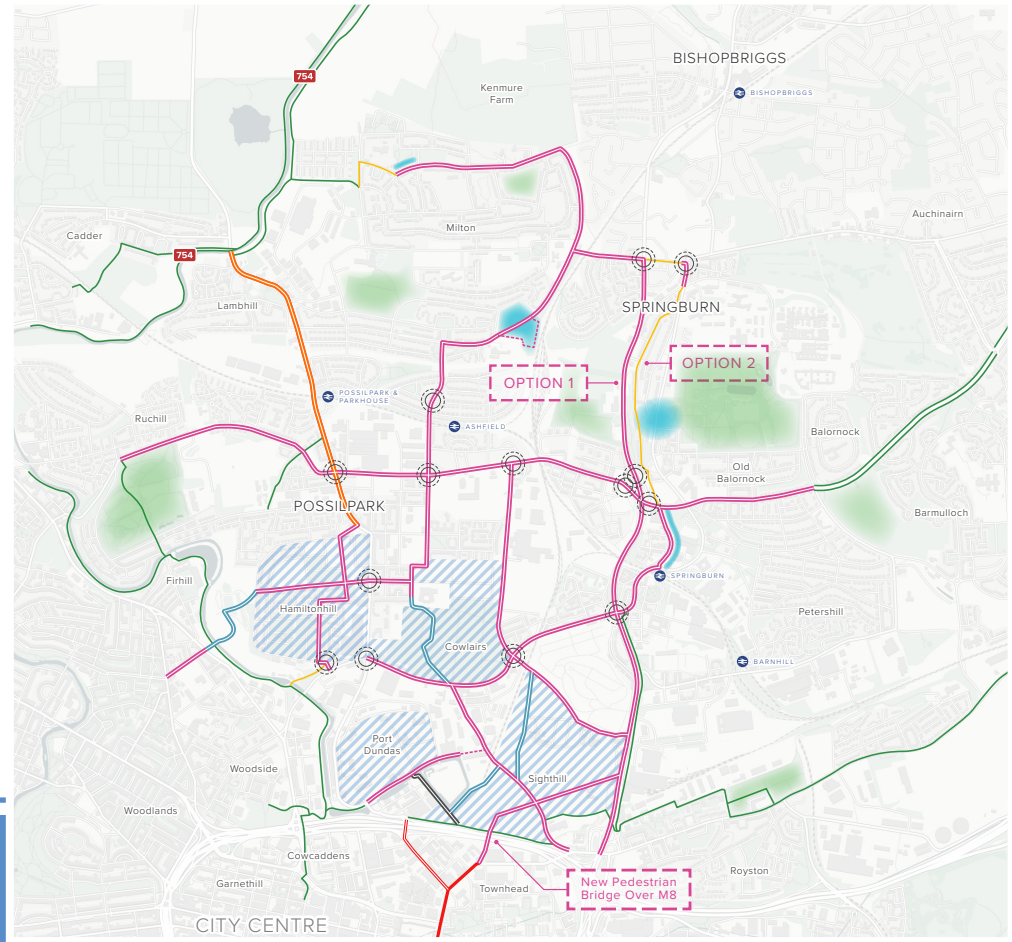 BISHOPBRIGGS
754
Kenmure
Farm
BISHOPBRIGGS
Auchinairn
Milton
Cadder
754
Lambhill
SPRINGBURN
OPTION 2
OPTION 1
POSSILPARK &
PARKHOUSE
Ruchill
ASHFIELD
Balornock
Old
Balornock
POSSILPARK
Barmulloch
Firhill
SPRINGBURN
Hamiltonhill
Petershill
Cowlairs
BARNHILL
Port
Dundas
Woodside
Sighthill
Woodlands
Cowcaddens
Royston
Garnethill
Townhead
New Pedestrian
Bridge Over M8
CITY CENTRE